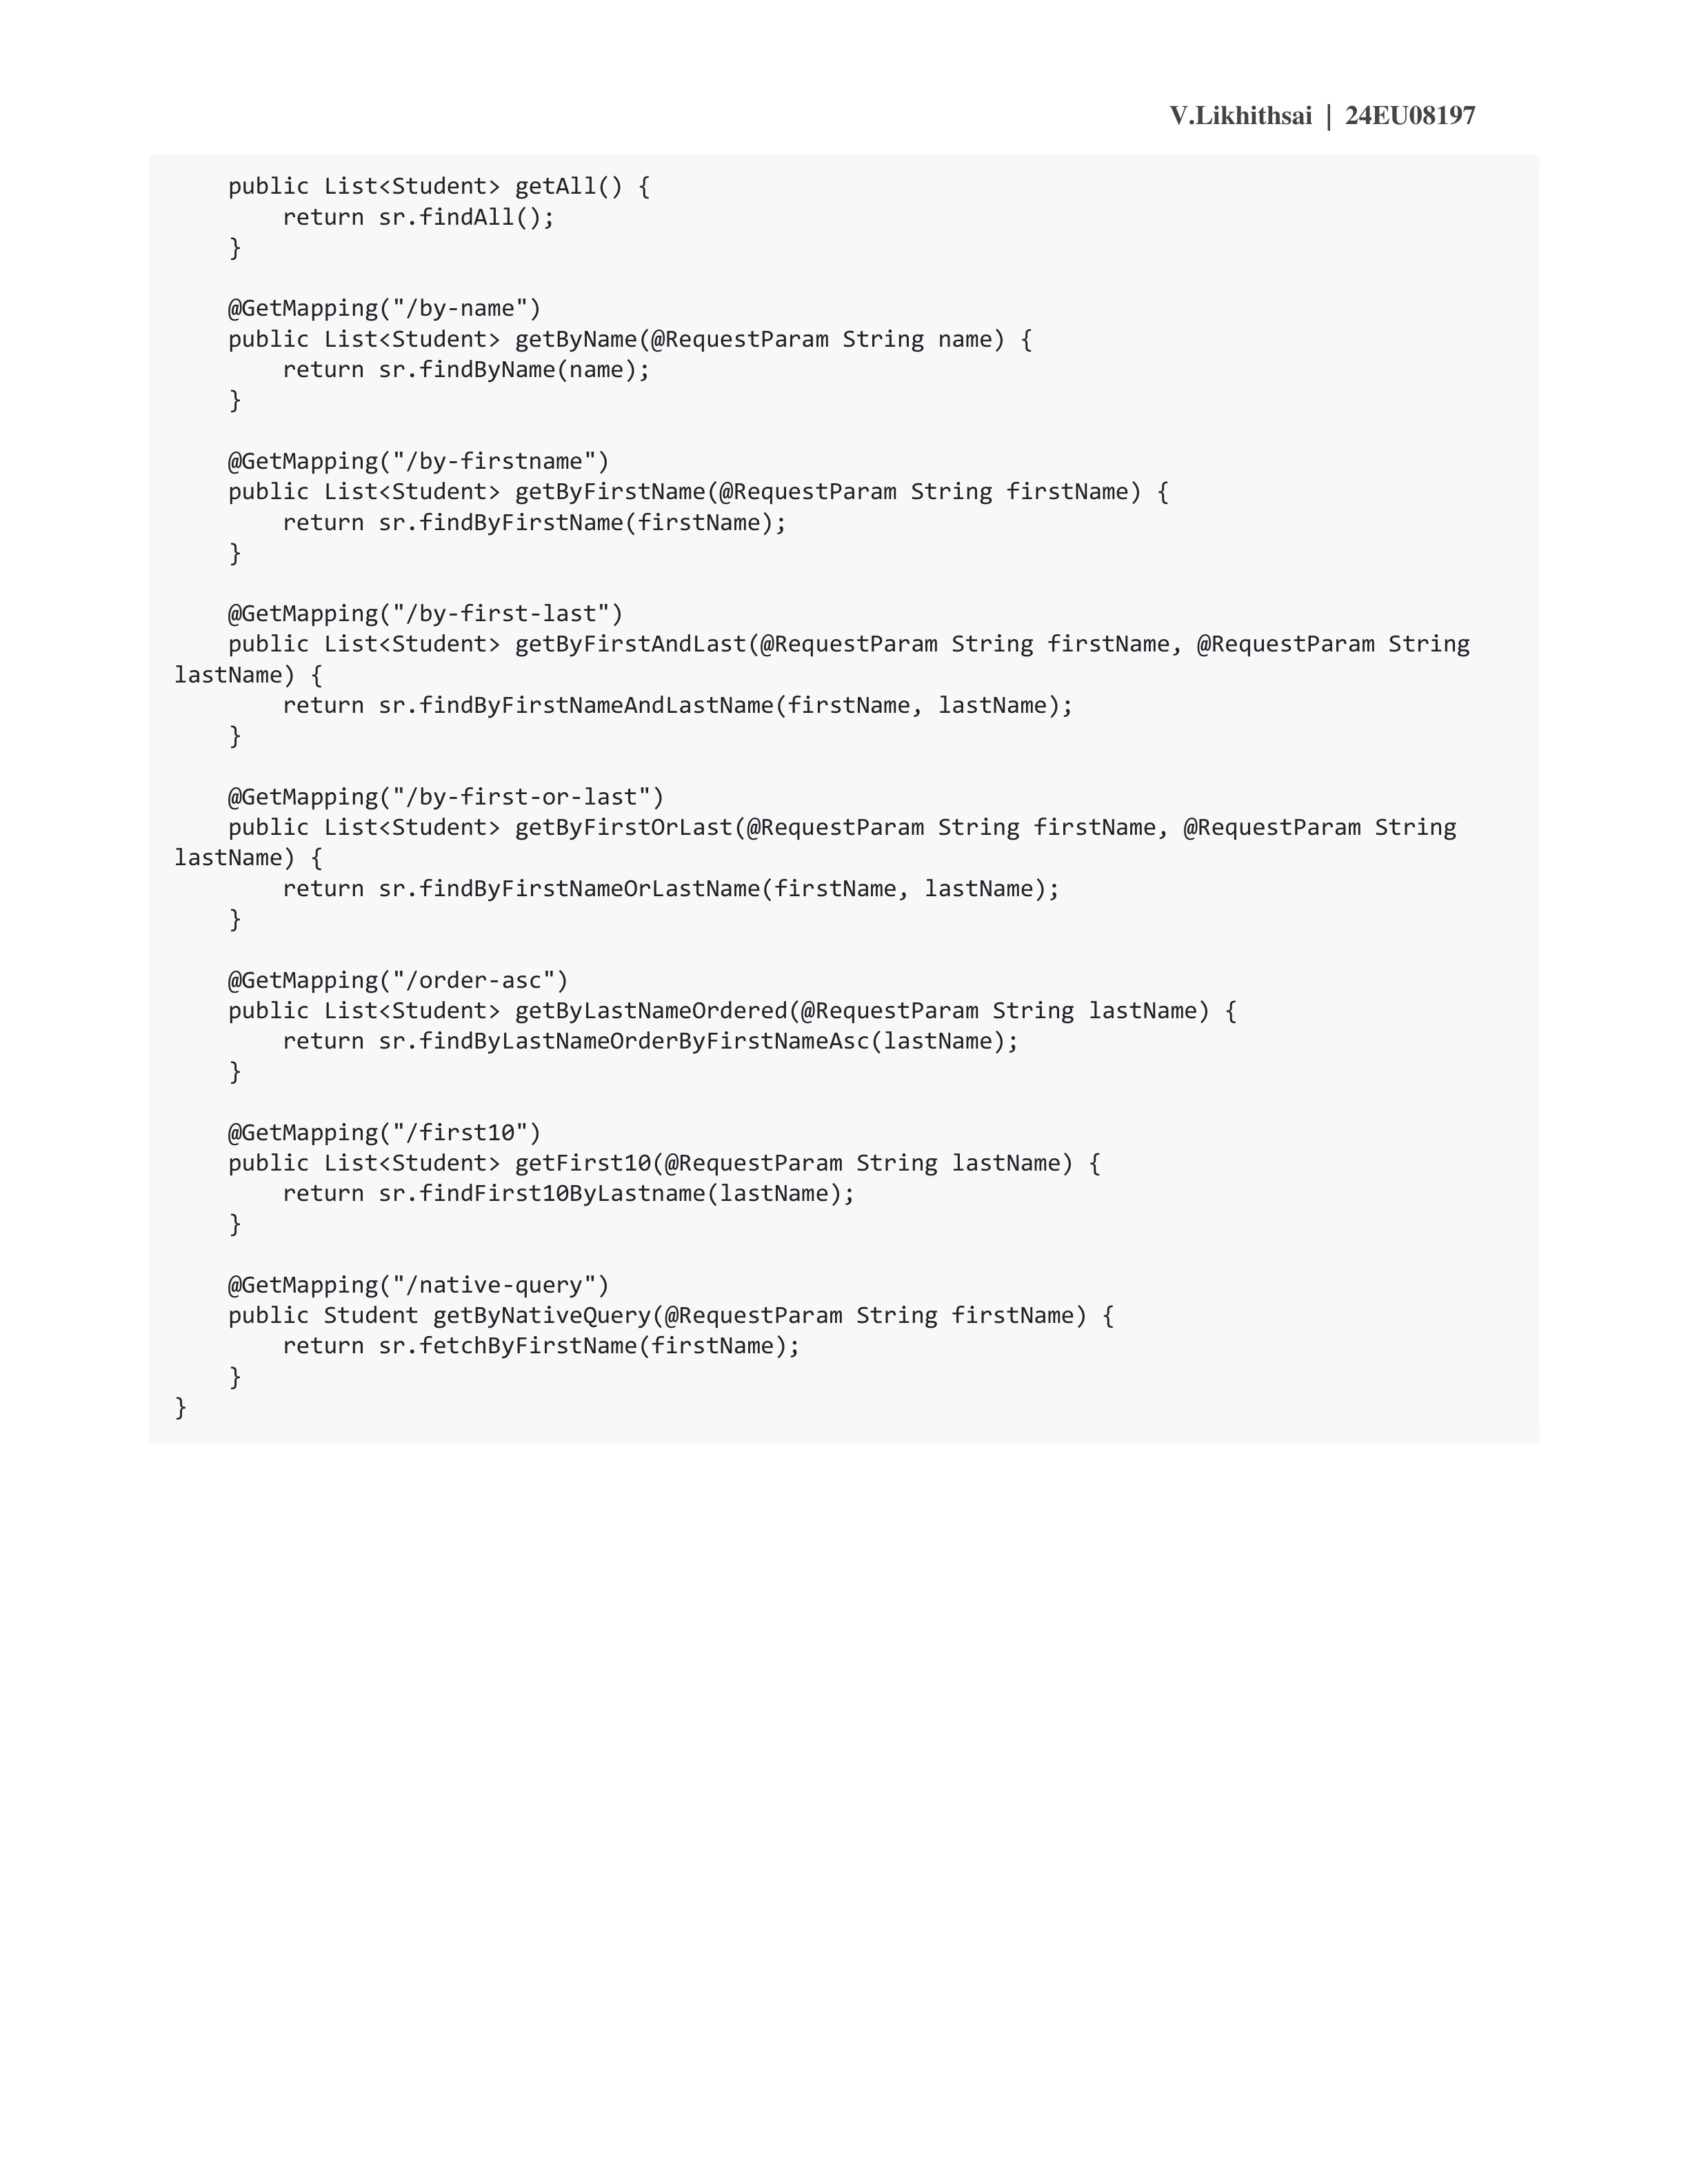 V.Likhithsai | 24EU08197
    public List<Student> getAll() {
        return sr.findAll();
    }

    @GetMapping("/by-name")
    public List<Student> getByName(@RequestParam String name) {
        return sr.findByName(name);
    }

    @GetMapping("/by-firstname")
    public List<Student> getByFirstName(@RequestParam String firstName) {
        return sr.findByFirstName(firstName);
    }

    @GetMapping("/by-first-last")
    public List<Student> getByFirstAndLast(@RequestParam String firstName, @RequestParam String
lastName) {
        return sr.findByFirstNameAndLastName(firstName, lastName);
    }

    @GetMapping("/by-first-or-last")
    public List<Student> getByFirstOrLast(@RequestParam String firstName, @RequestParam String
lastName) {
        return sr.findByFirstNameOrLastName(firstName, lastName);
    }

    @GetMapping("/order-asc")
    public List<Student> getByLastNameOrdered(@RequestParam String lastName) {
        return sr.findByLastNameOrderByFirstNameAsc(lastName);
    }

    @GetMapping("/first10")
    public List<Student> getFirst10(@RequestParam String lastName) {
        return sr.findFirst10ByLastname(lastName);
    }

    @GetMapping("/native-query")
    public Student getByNativeQuery(@RequestParam String firstName) {
        return sr.fetchByFirstName(firstName);
    }
}